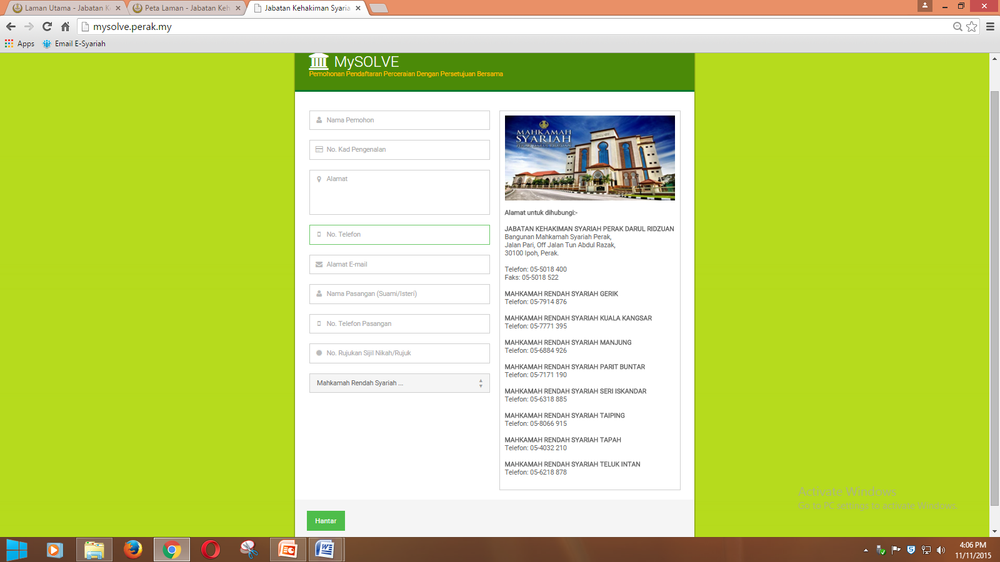 Laman Utama - Jabatan K
Peta Laman - Jabatan Keh
Jabatan Kehakiman Syaria
mysolve.perak.my
Apps
Email E-Syariah
MySOLVE
Pemohonan Pendaftaran Perceraian Dengan Persetujuan Bersama
Nama Pemohon
No. Kad Pengenalan
Alamat
No. Telefon
Alamat E-mail
Nama Pasangan (Suami/Isteri)
No. Telefon Pasangan
No. Rujukan Sijil Nikah/Rujuk
Mahkamah Rendah Syariah ...
MAHKAMAH
SYARIAH
PERAK DARUL RIDZUAN
Alamat untuk dihubungi:-
JABATAN KEHAKIMAN SYARIAH PERAK DARUL RIDZUAN
Bangunan Mahkamah Syariah Perak,
Jalan Pari, Off Jalan Tun Abdul Razak,
30100 Ipoh, Perak.
Telefon: 05-5018 400
Faks: 05-5018 522
MAHKAMAH RENDAH SYARIAH GERIK
Telefon: 05-7914 876
MAHKAMAH RENDAH SYARIAH KUALA KANGSAR
Telefon: 05-7771 395
MAHKAMAH RENDAH SYARIAH MANJUNG
Telefon: 05-6884 926
MAHKAMAH RENDAH SYARIAH PARIT BUNTAR
Telefon: 05-7171 190
MAHKAMAH RENDAH SYARIAH SERI ISKANDAR
Telefon: 05-6318 885
MAHKAMAH RENDAH SYARIAH TAIPING
Telefon: 05-8066 915
MAHKAMAH RENDAH SYARIAH TAPAH
Telefon: 05-4032 210
MAHKAMAH RENDAH SYARIAH TELUK INTAN
Telefon: 05-6218 878
Hantar
Activate Windows
Go to PC settings to activate Windows.
4:06 PM
11/11/2015